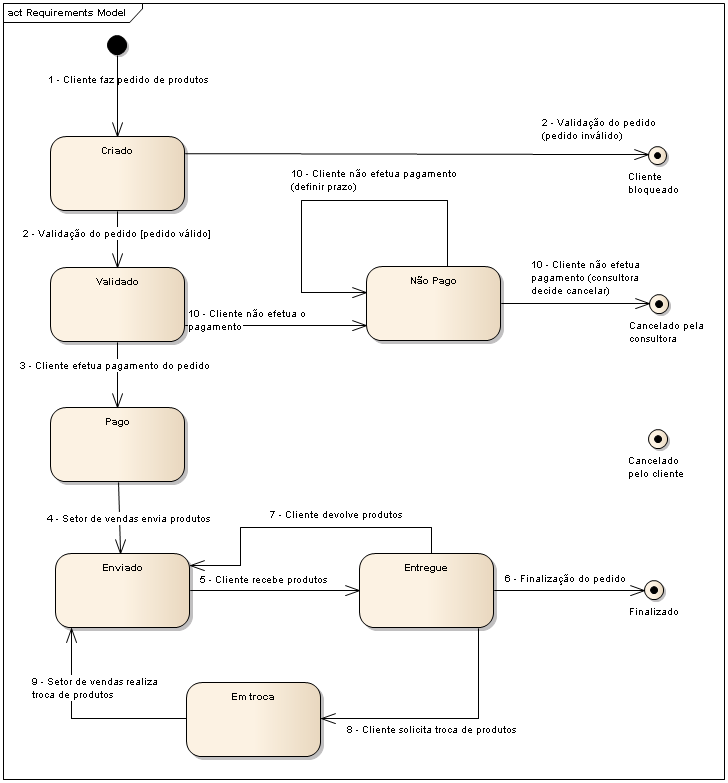 act Requirements Model
1 - Cliente faz pedido de produtos
Criado
2 - Validação do pedido
(pedido inválido)
Cliente
bloqueado
10 - Cliente não efetua pagamento
(definir prazo)
2 - Validação do pedido [pedido válido]
Validado
Não Pago
10 - Cliente não efetua
pagamento (consultora
decide cancelar)
10 - Cliente não efetua o
pagamento
Cancelado pela
consultora
3 - Cliente efetua pagamento do pedido
Pago
Cancelado
pelo cliente
4 - Setor de vendas envia produtos
7 - Cliente devolve produtos
Enviado
5 - Cliente recebe produtos
Entregue
6 - Finalização do pedido
Finalizado
9 - Setor de vendas realiza
troca de produtos
Em troca
8 - Cliente solicita troca de produtos